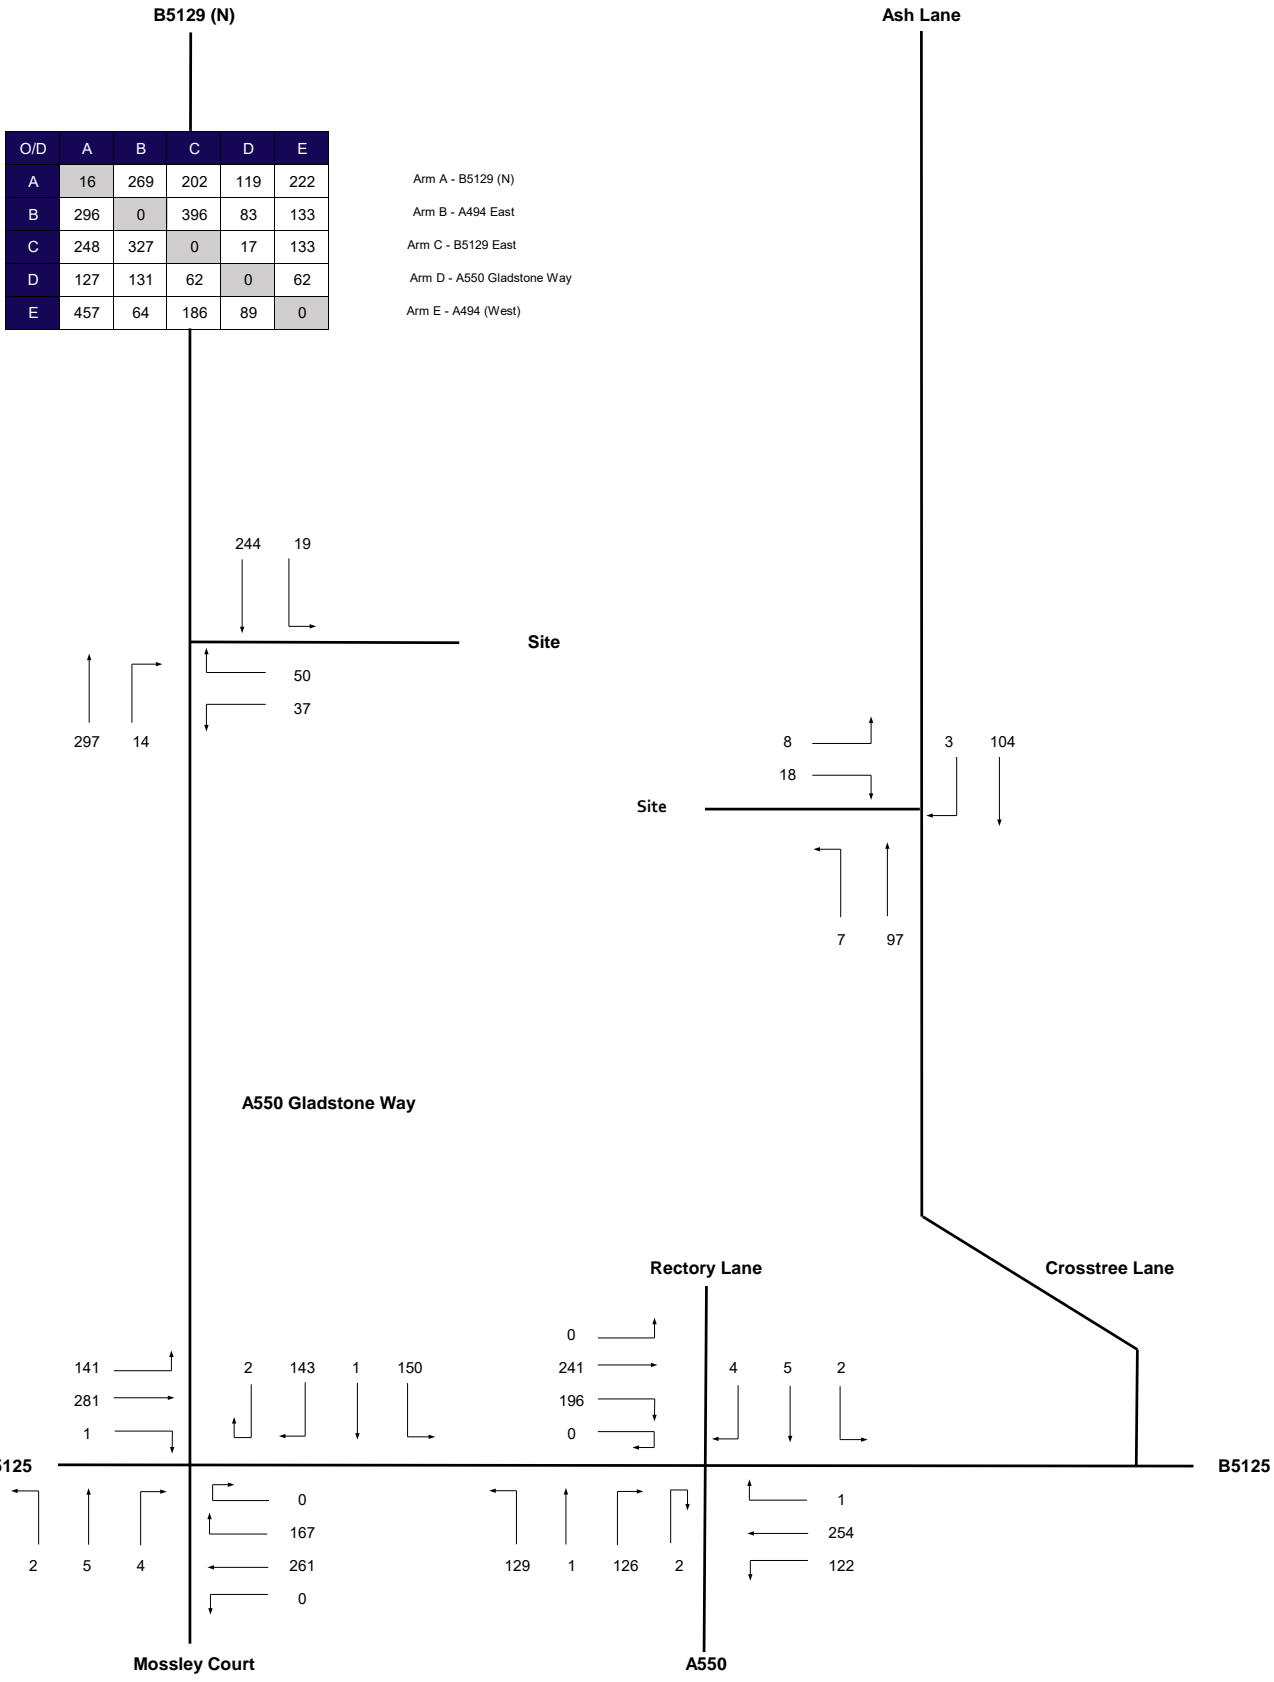 B5129 (N) Ash Lane
O/D A B C D E
A 16 269 202 119 222 Arm A - B5129 (N)
B 296 0 396 83 133 Arm B - A494 East
C 248 327 0 17 133 Arm C - B5129 East
D 127 131 62 0 62 Arm D - A550 Gladstone Way
E 457 64 186 89 0 Arm E - A494 (West)
244 19
Site
50
37
297 14 8 3 104
18
Site
7 97
A550 Gladstone Way
Rectory Lane Crosstree Lane
0
141 2 143 1 150 241 4 5 2
281 196
1 0
5125 B5125
0 1
167 254
2 5 4 261 129 1 126 2 122
0
Mossley Court A550